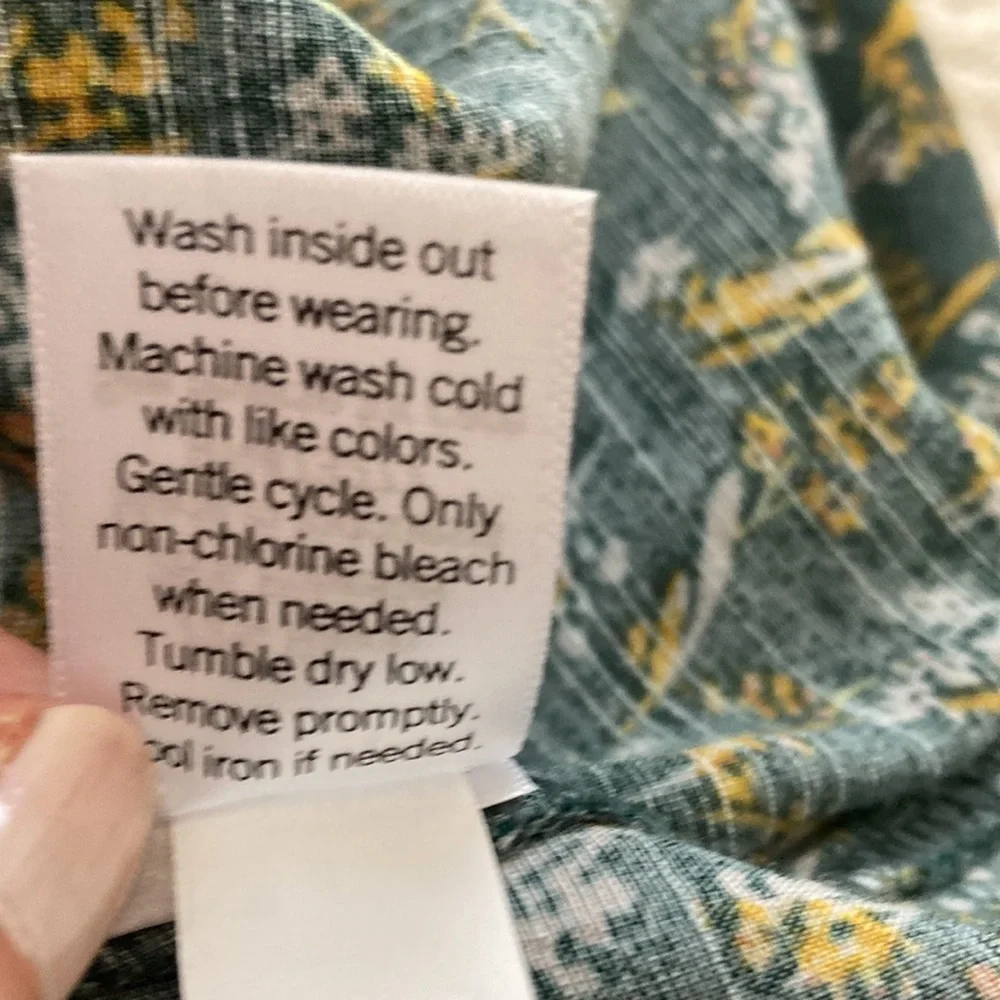 Wash inside out
before wearing.
Machine wash cold
with like colors.
Gentle cycle. Only
non-chlorine bleach
when needed.
Tumble dry low.
Remove promptly.
ool iron if needed.